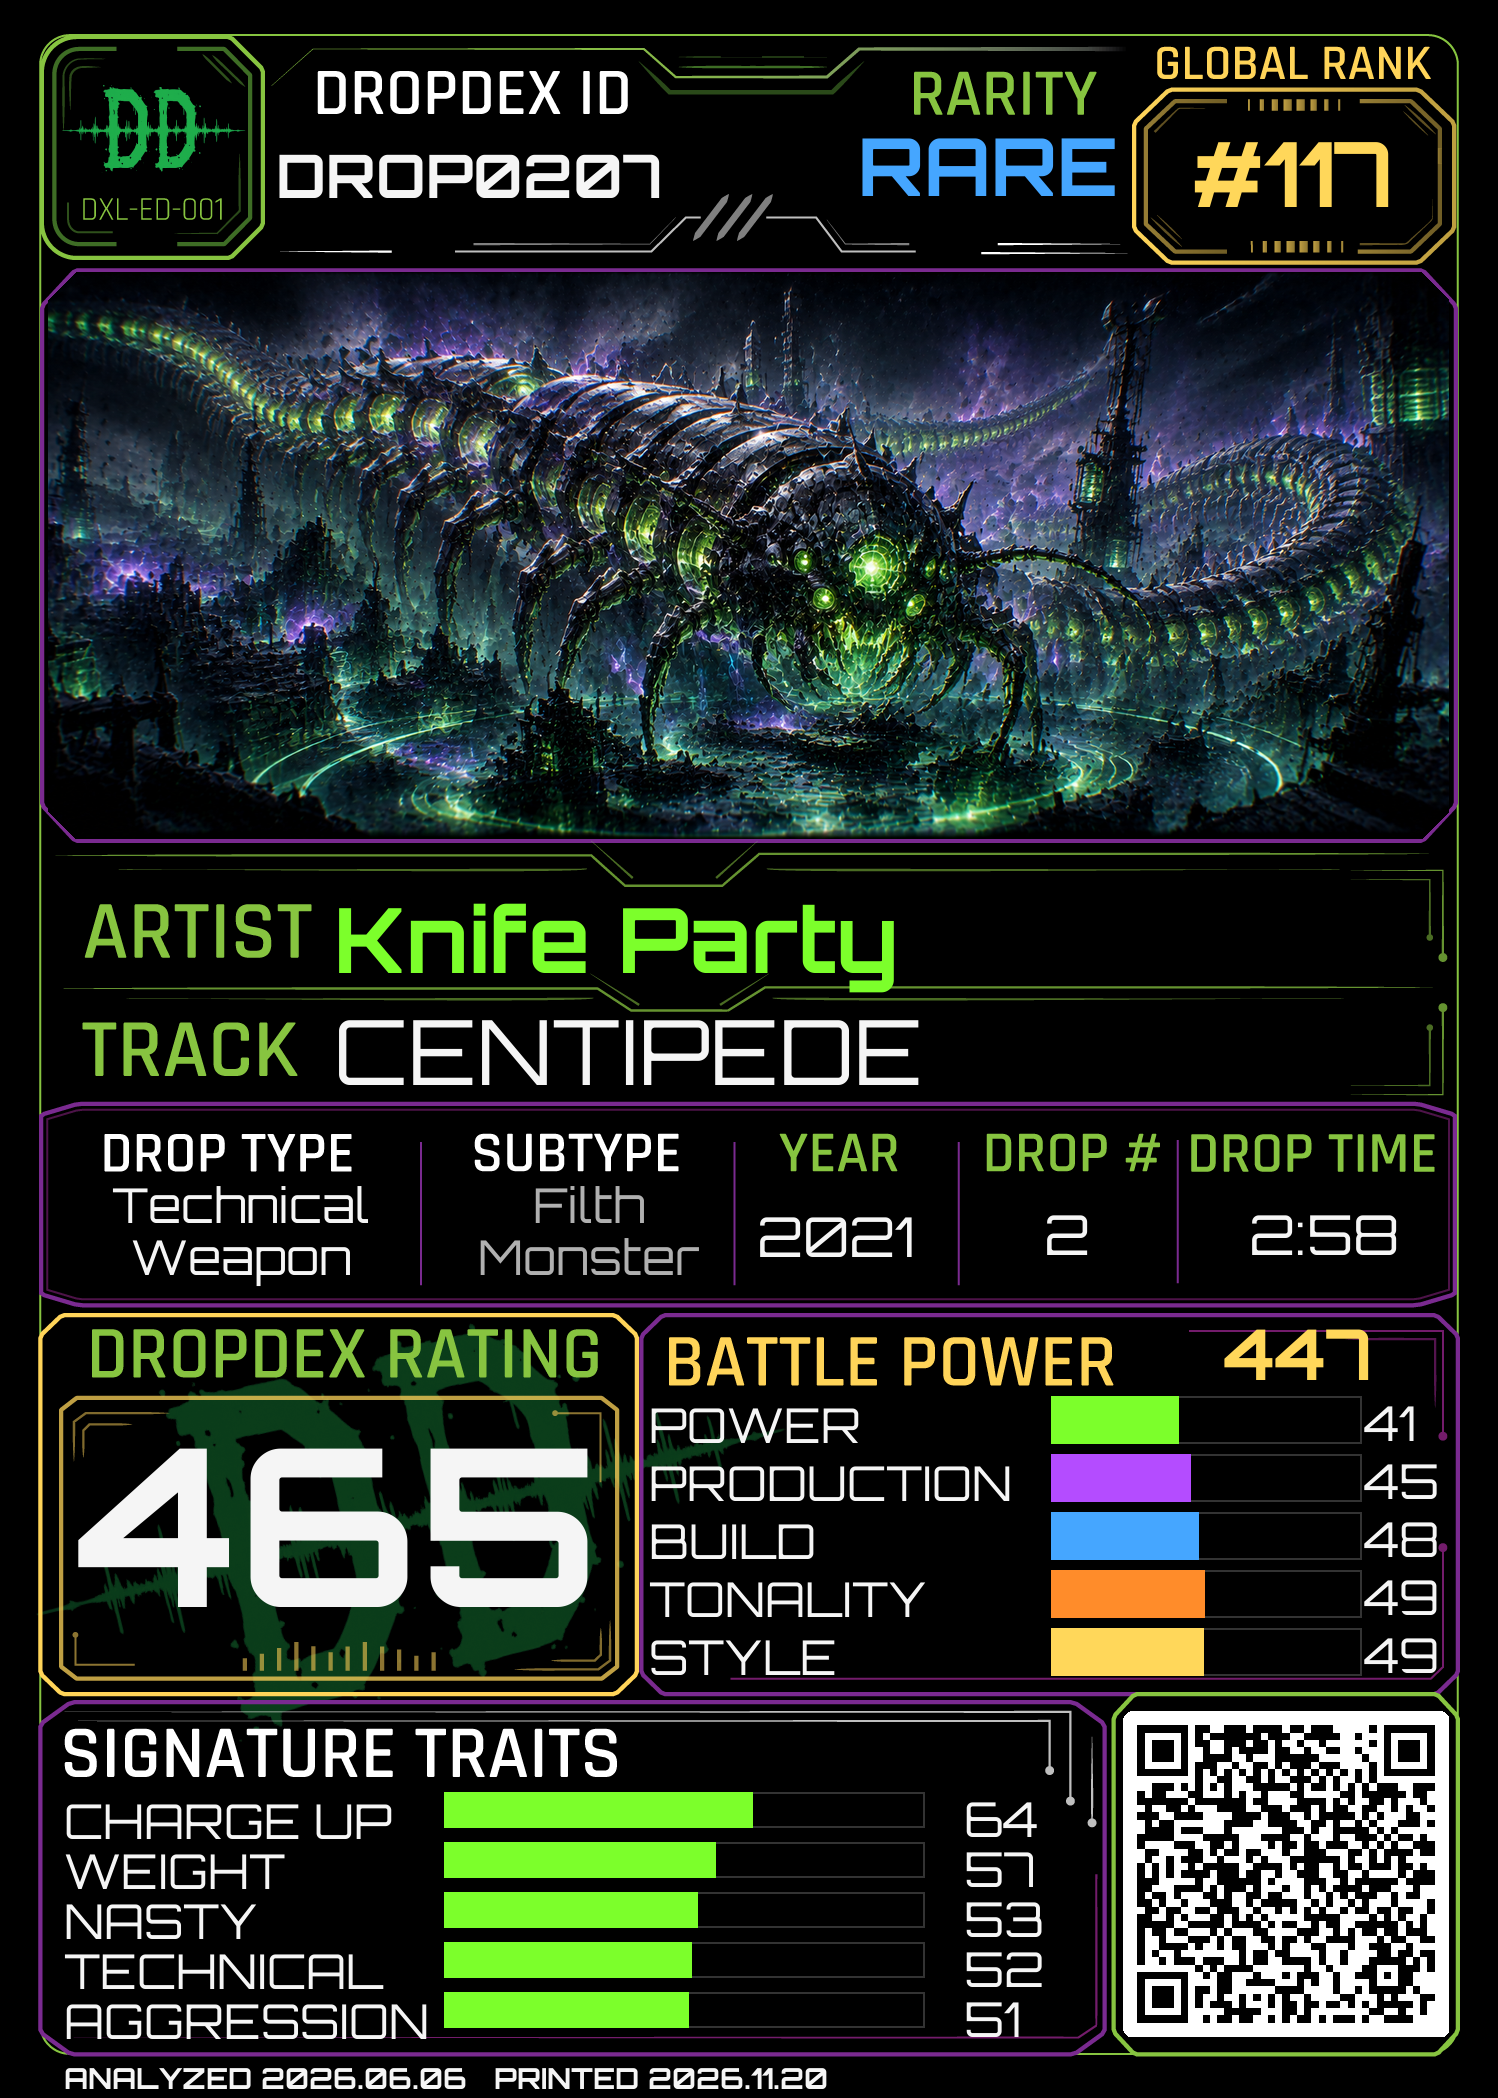 DD
DXL-ED-001
DROPDEX ID
DROP0207
RARITY
RARE
GLOBAL RANK
#117
ARTIST Knife Party
TRACK CENTIPEDE
DROP TYPE
Technical
Weapon
SUBTYPE
Filth
Monster
YEAR
2021
DROP #
2
DROP TIME
2:58
DROPDEX RATING
465
BATTLE POWER 447
POWER 41
PRODUCTION 45
BUILD 48
TONALITY 49
STYLE 49
SIGNATURE TRAITS
CHARGE UP 64
WEIGHT 57
NASTY 53
TECHNICAL 52
AGGRESSION 51
ANALYZED 2026.06.06 PRINTED 2026.11.20